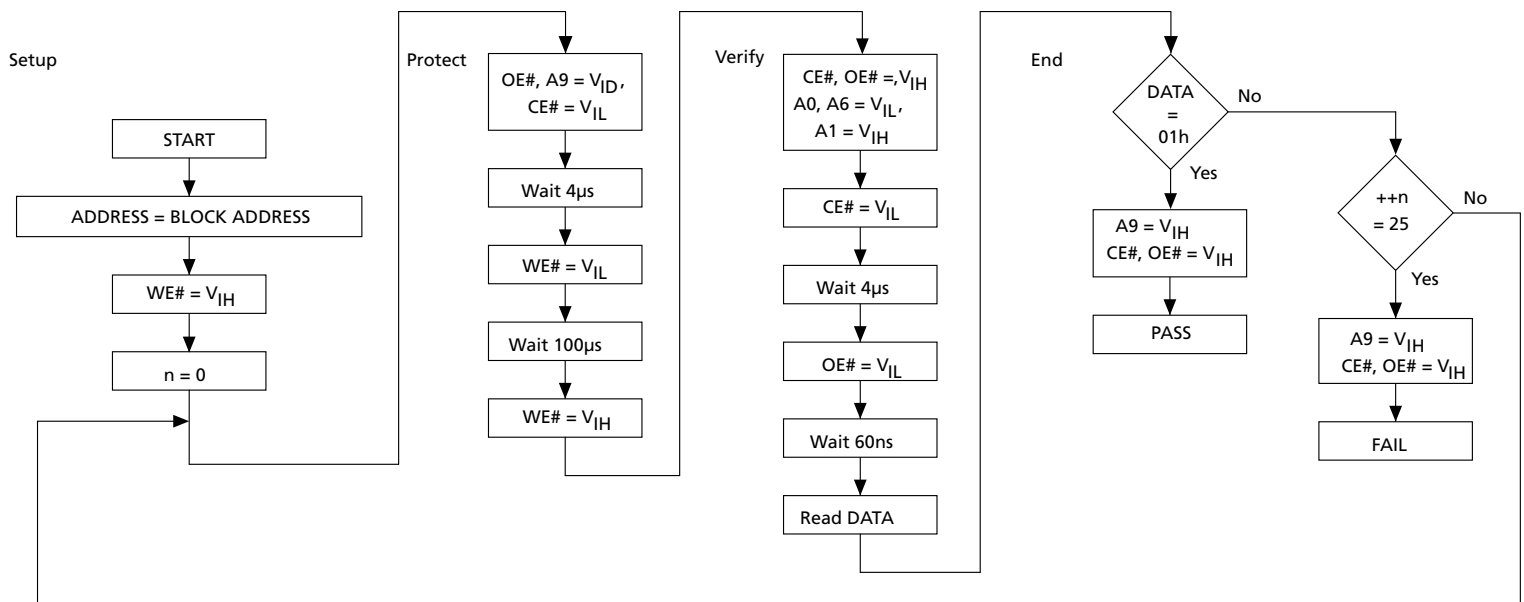 Setup
START
ADDRESS = BLOCK ADDRESS
WE# = VIH
n = 0
Protect
OE#, A9 = VID,
CE# = VIL
Wait 4µs
WE# = VIL
Wait 100µs
WE# = VIH
Verify
CE#, OE# =,VIH
A0, A6 = VIL,
A1 = VIH
CE# = VIL
Wait 4µs
OE# = VIL
Wait 60ns
Read DATA
End
DATA
=
01h
No
Yes
A9 = VIH
CE#, OE# = VIH
PASS
++n
= 25
No
Yes
A9 = VIH
CE#, OE# = VIH
FAIL